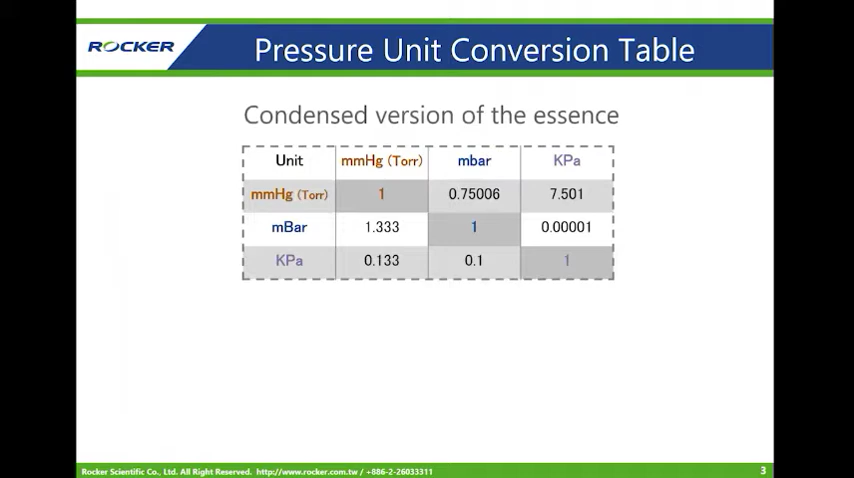 ROCKER
Pressure Unit Conversion Table
Condensed version of the essence
Unit mmHg (Torr) mbar KPa
mmHg (Torr) 1 0.75006 7.501
mBar 1.333 1 0.00001
KPa 0.133 0.1 1
Rocker Scientific Co., Ltd. All Right Reserved. http://www.rocker.com.tw / +886-2-26033311 3